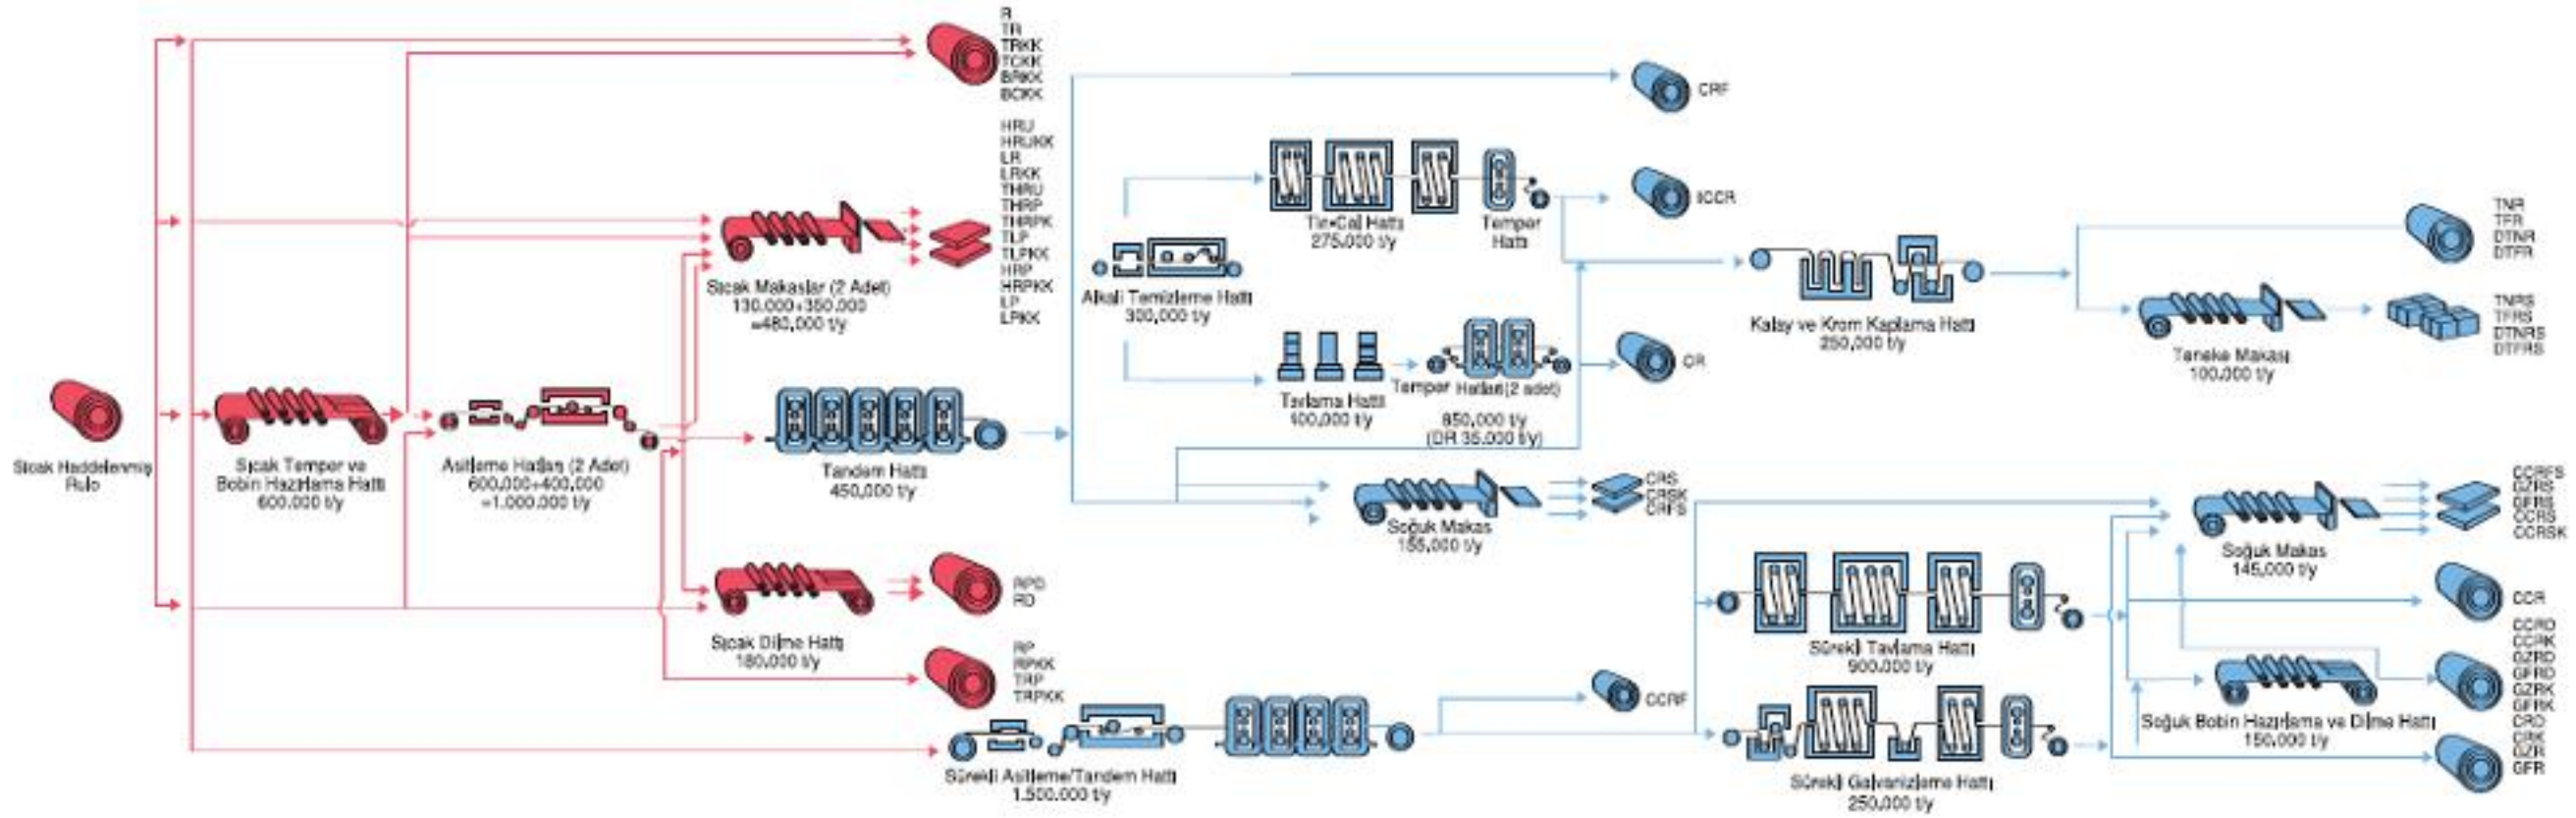 R
TR
TRKK
TCKK
BRKK
BCKK
HRU
HRUKK
LR
LRKK
THRU
THRP
THRPK
TLP
TLPKK
HRP
HRPKK
LP
LPKK
Sıcak Makaslar (2 Adet)
130.000+350.000
=480,000 t/y
Sıcak Haddelenmiş
Rulo
Sıcak Temper ve
Bobin Hazırlama Hattı
600.000 t/y
Asitleme Hatları (2 Adet)
600,000+400,000
=1.000.000 t/y
Tandem Hattı
450,000 t/y
Sıcak Dilme Hattı
180.000 t/y
RPD
RD
RP
RPKK
TRP
TRPKK
Sürekli Asitleme/Tandem Hattı
1.500.000 t/y
CRF
Hattı
275.000 t/y
Temper
Hattı
Alkali Temizleme Hattı
300,000 t/y
Tavlama Hattı
Temper Hatları(2 adet)
850,000 t/y
(DR 35.000 t/y)
CR
Kalay ve Krom Kaplama Hattı
250,000 t/y
TNR
TFR
DTNR
DTFR
Teneke Makası
100.000 t/y
TNRS
TFRS
DTNRS
DTFRS
Soğuk Makas
155,000 t/y
CRS
CRSK
CRFS
CCRF
Sürekli Tavlama Hattı
900.000 t/y
Sürekli Galvanizleme Hattı
250,000 t/y
Soğuk Makas
145,000 t/y
CCRFS
GZRS
GFRS
CCRS
CCRSK
CCR
Soğuk Bobin Hazırlama ve Dilme Hattı
150.000 t/y
CCRD
CCRK
GZRD
GFRD
GZRK
GFRK
CRD
CRK
GZR
GFR